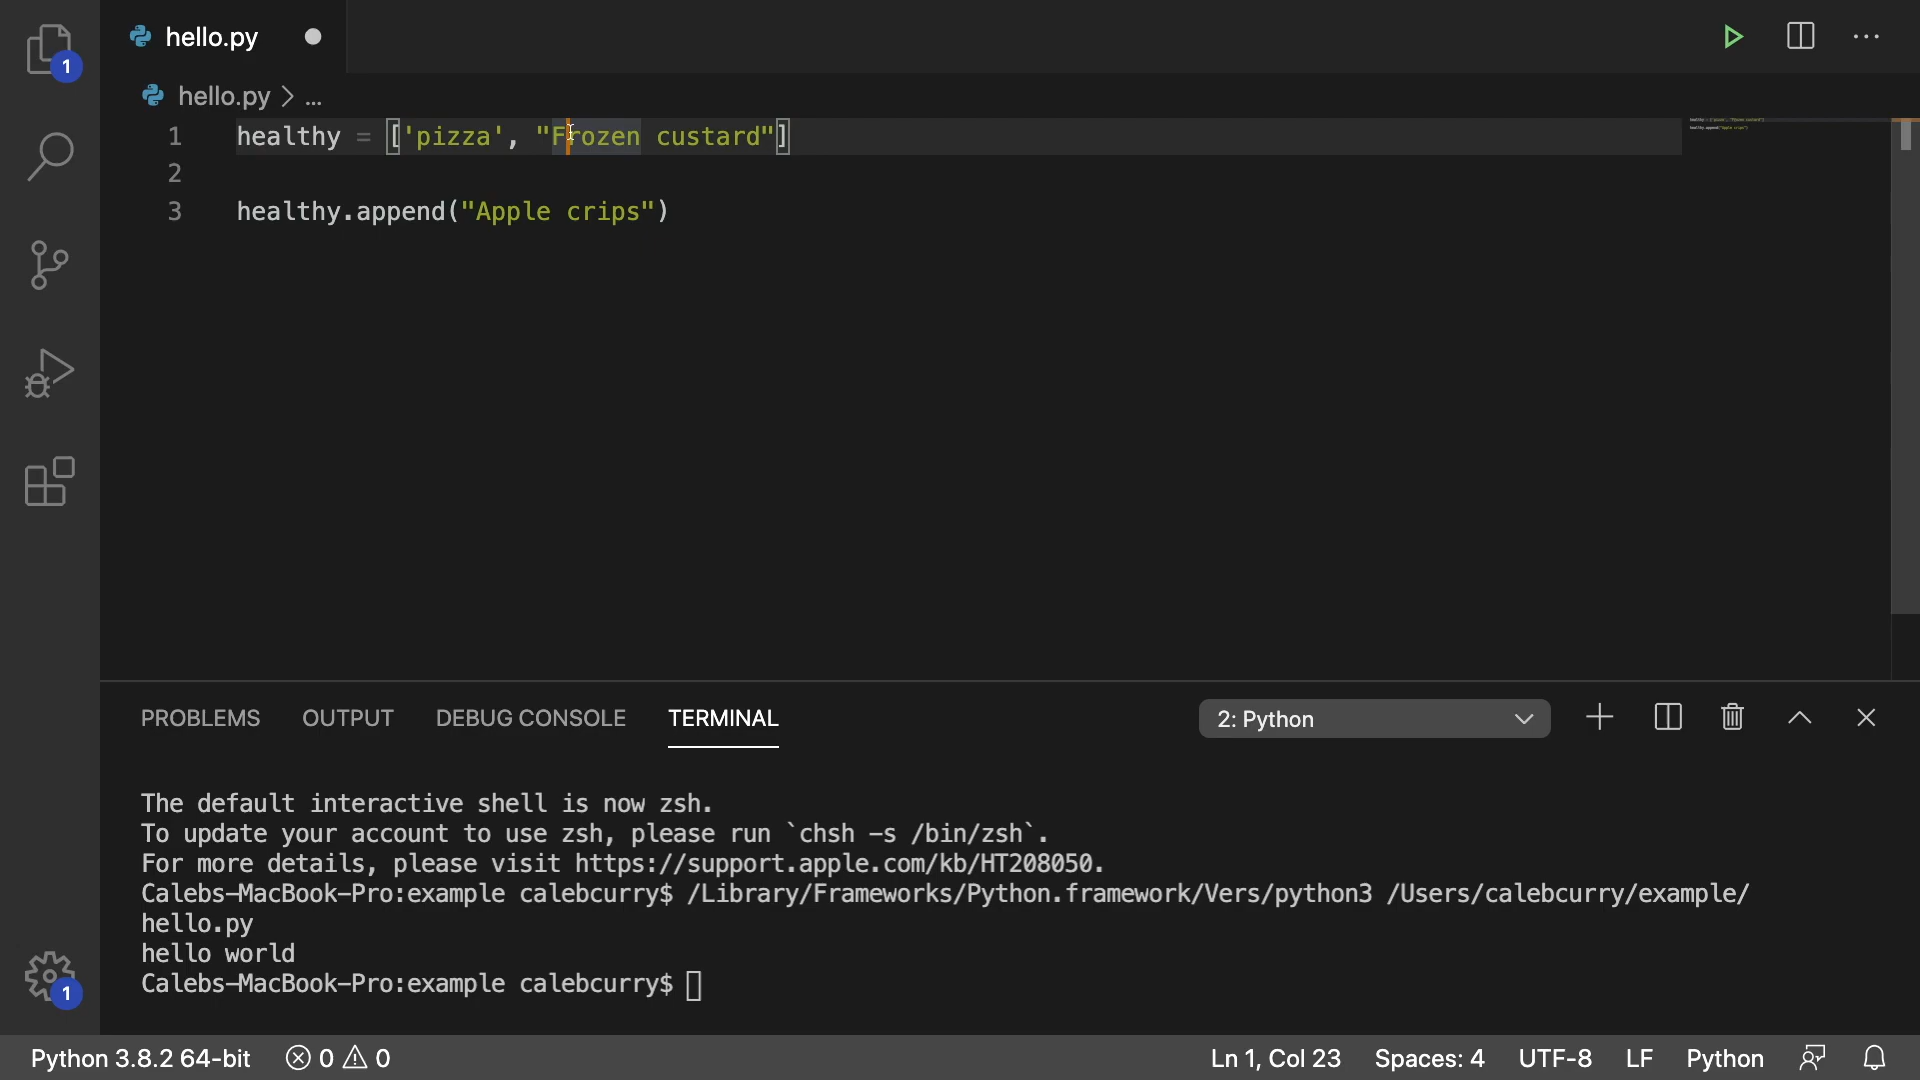 hello.py
1
hello.py > ...
1 healthy = ['pizza', "Frozen custard"]
2
3 healthy.append("Apple crips")
PROBLEMS OUTPUT DEBUG CONSOLE TERMINAL 2: Python
The default interactive shell is now zsh.
To update your account to use zsh, please run `chsh -s /bin/zsh`.
For more details, please visit https://support.apple.com/kb/HT208050.
Calebs-MacBook-Pro:example calebcurry$ /Library/Frameworks/Python.framework/Vers/python3 /Users/calebcurry/example/
hello.py
hello world
Calebs-MacBook-Pro:example calebcurry$
1
Python 3.8.2 64-bit 0 0 Ln 1, Col 23 Spaces: 4 UTF-8 LF Python